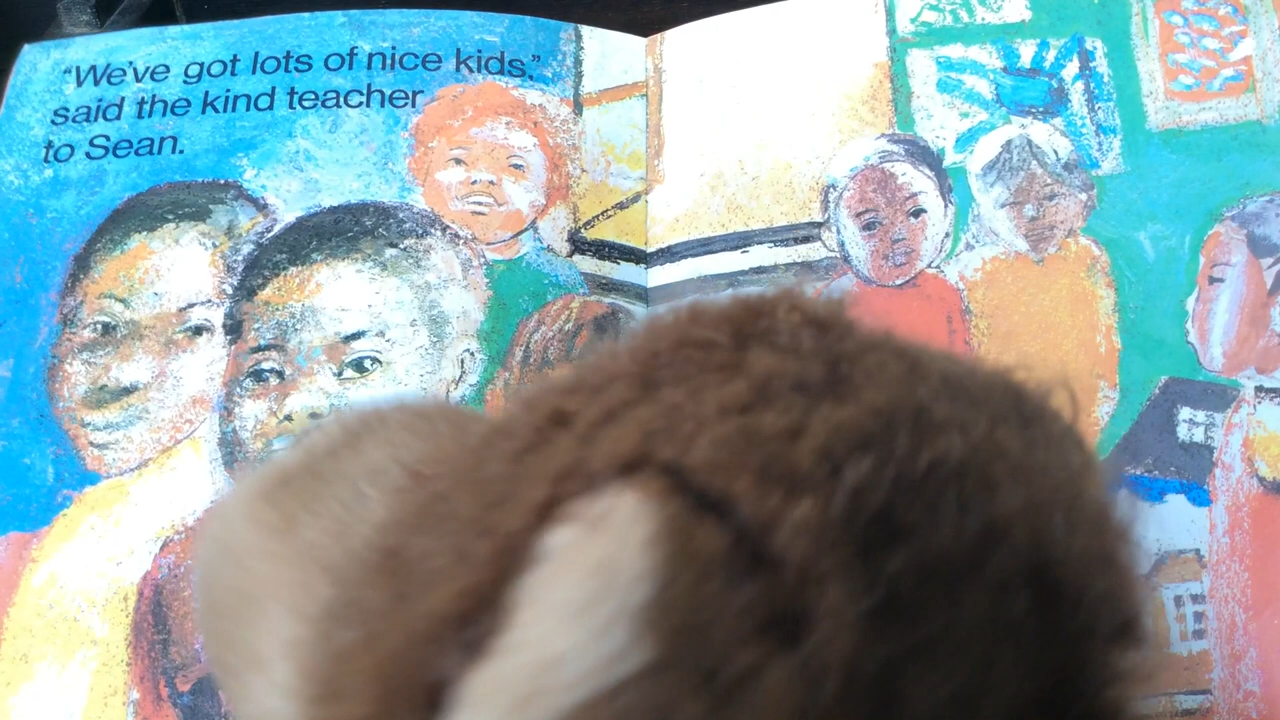 "We've got lots of nice kids,"
said the kind teacher
to Sean.